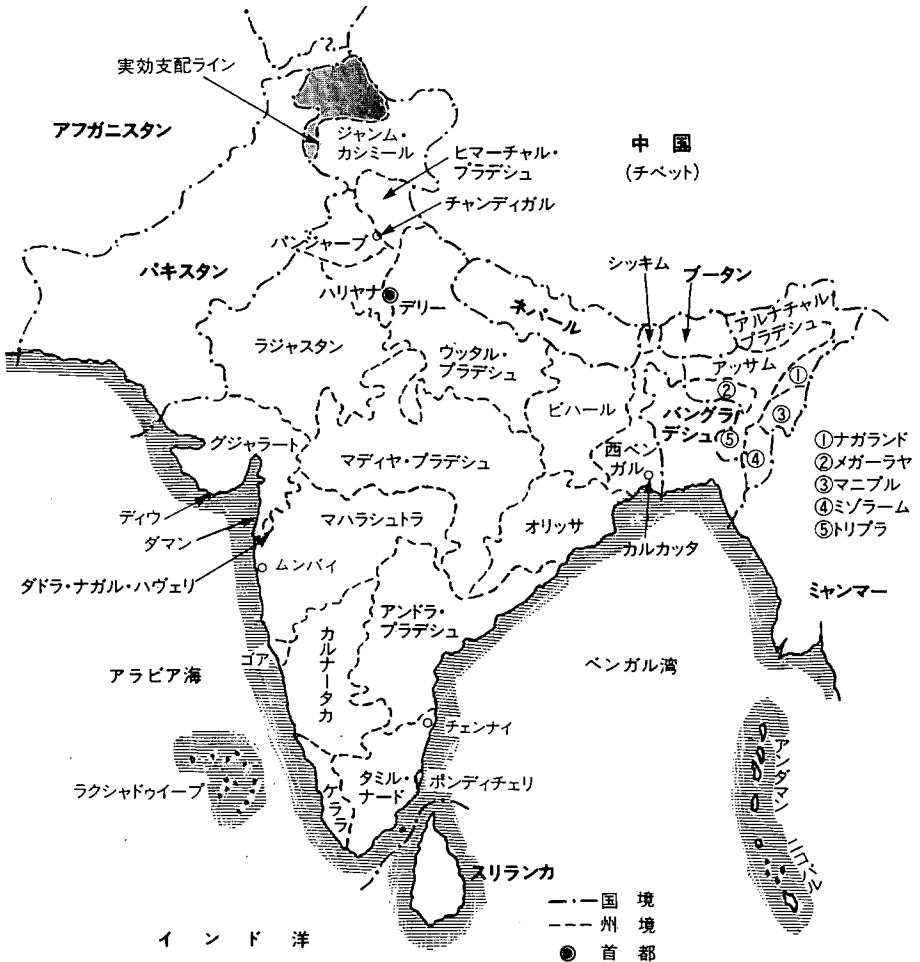 実効支配ライン
アフガニスタン
ジャンム・
カシミール
中国
(チベット)
ヒマーチャル・
プラデシュ
チャンディガル
パンジャーブ
パキスタン
シッキム
ブータン
ハリヤナ
デリー
ネパール
アルナチャル
プラデシュ
ラジャスタン
ウッタル・
プラデシュ
アッサム
①
②
ビハール
バングラ
デシュ
③
グジャラート
⑤
④
マディヤ・プラデシュ
西ベン
ガル
①ナガランド
②メガーラヤ
③マニプル
④ミゾラーム
⑤トリプラ
ディウ
マハラシュトラ
オリッサ
ダマン
カルカッタ
ムンバイ
ダドラ・ナガル・ハヴェリ
ミャンマー
アンドラ・
プラデシュ
カルナータカ
ゴア
アラビア海
ベンガル湾
チェンナイ
アンダマン
タミル・
ナード
ポンディチェリ
ラクシャドゥイープ
ケララ
ニコバル
スリランカ
国境
州境
首都
インド洋